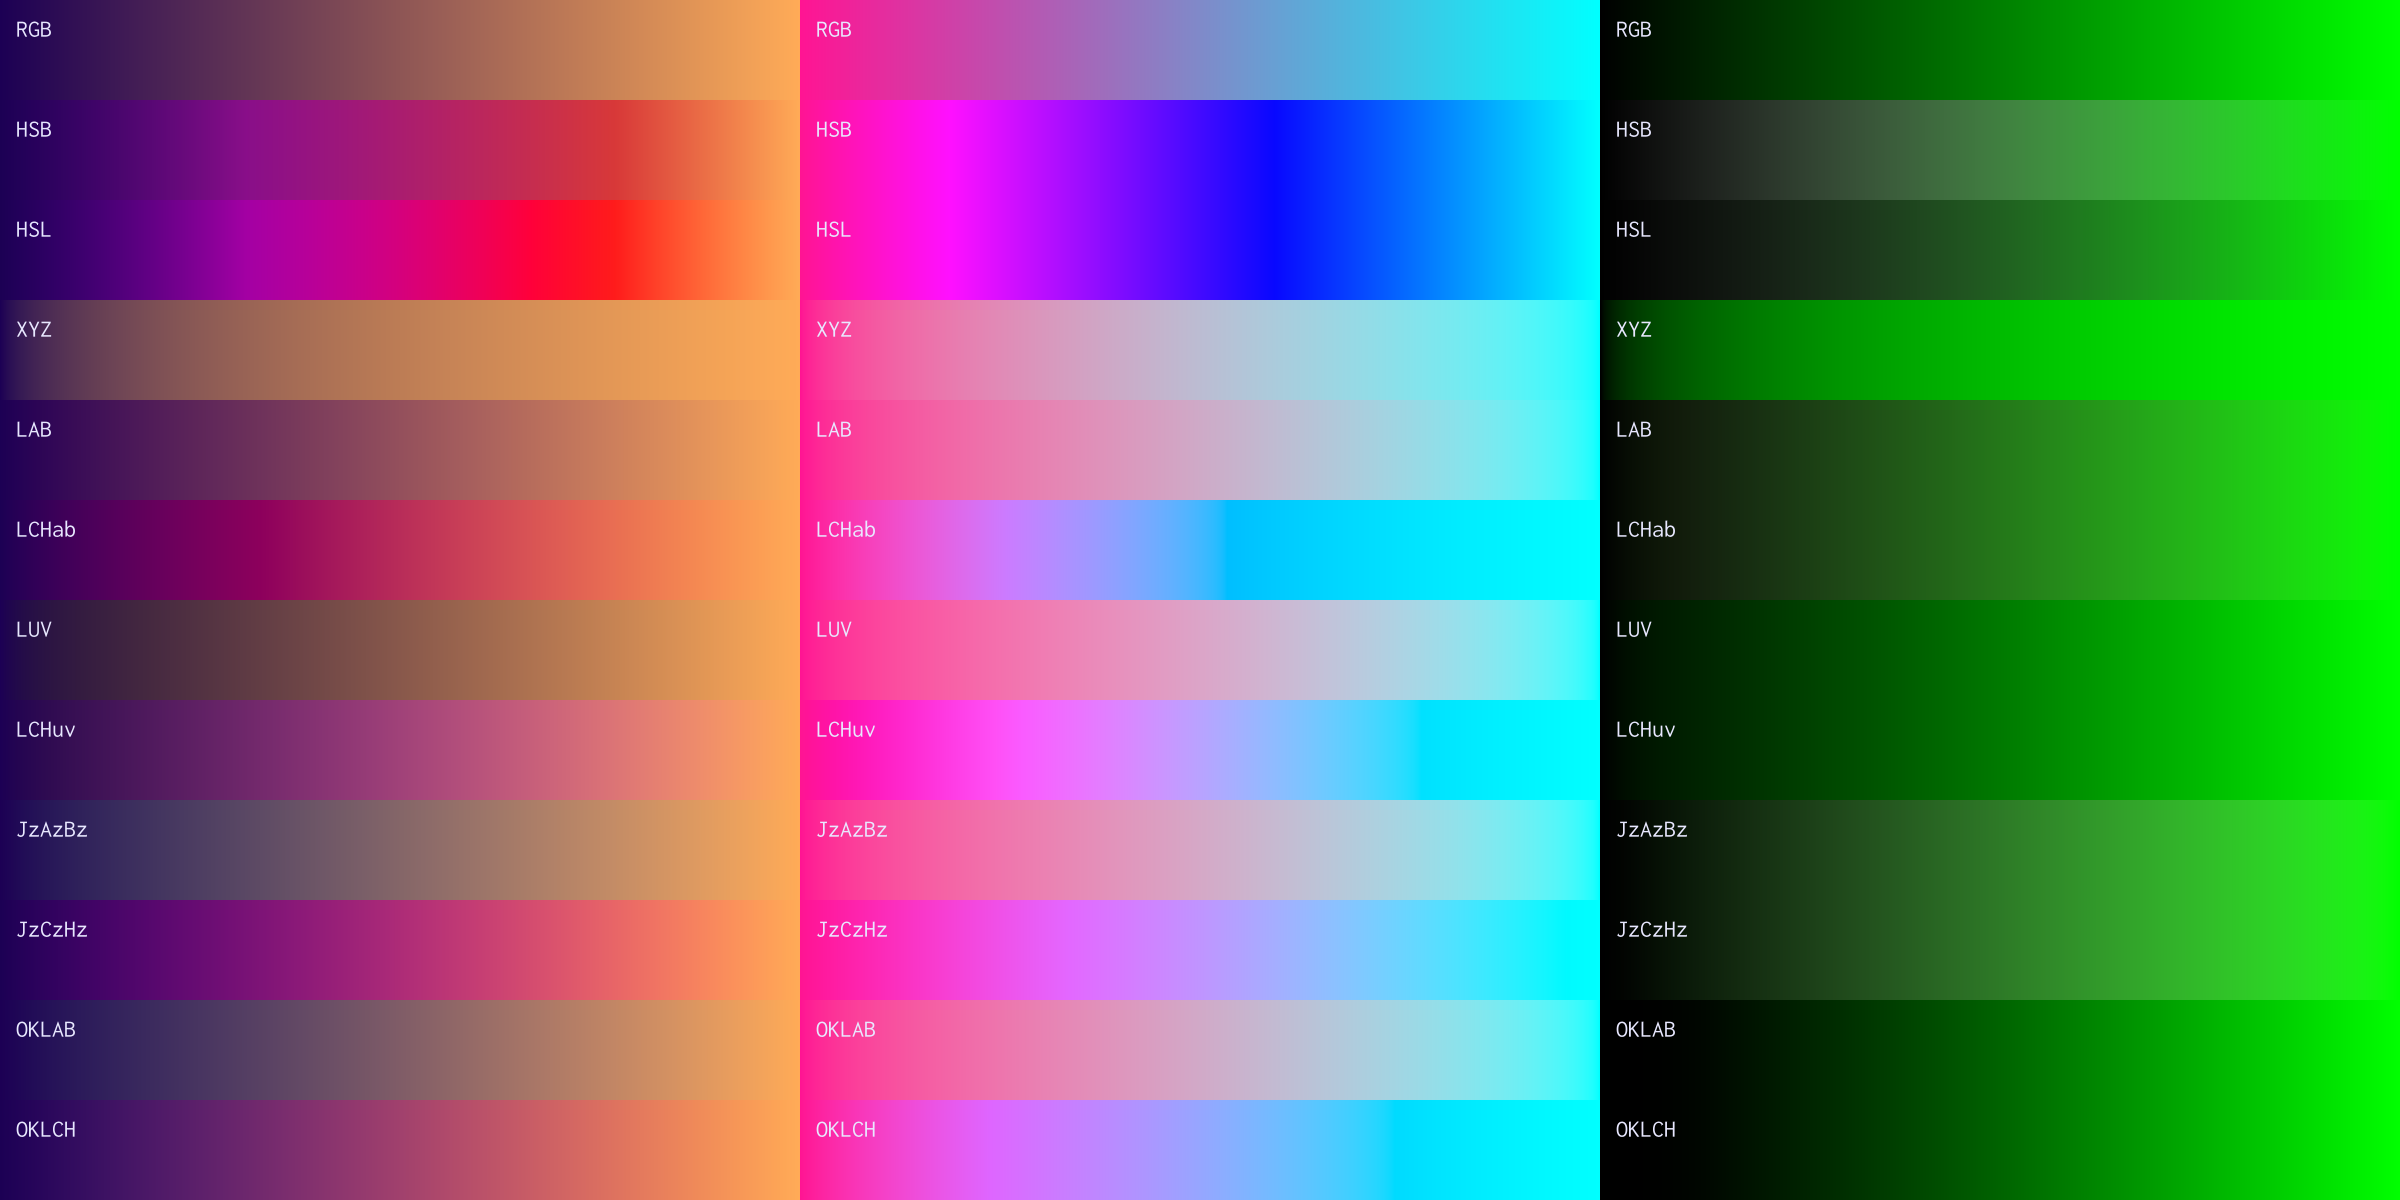 RGB RGB RGB
HSB HSB HSB
HSL HSL HSL
XYZ XYZ XYZ
LAB LAB LAB
LCHab LCHab LCHab
LUV LUV LUV
LCHuv LCHuv LCHuv
JzAzBz JzAzBz JzAzBz
JzCzHz JzCzHz JzCzHz
OKLAB OKLAB OKLAB
OKLCH OKLCH OKLCH